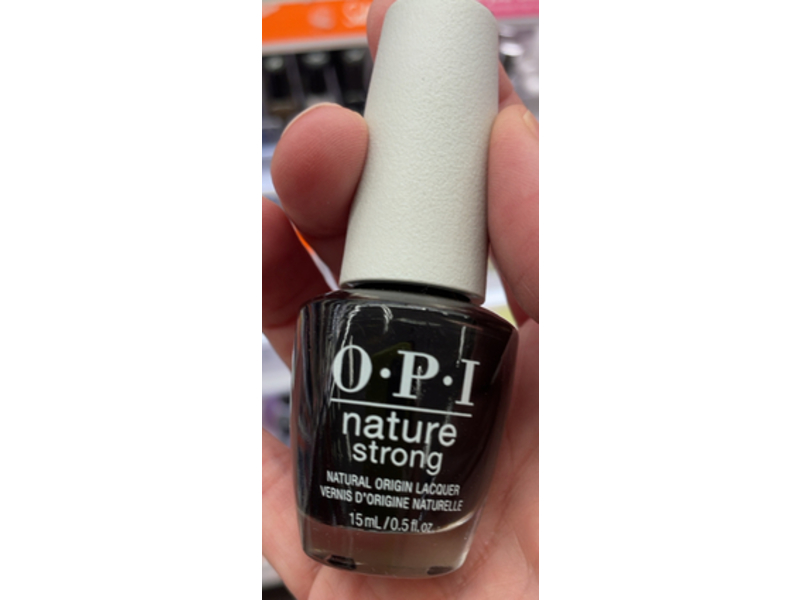 O·P·I
nature
strong
NATURAL ORIGIN LACQUER
VERNIS D'ORIGINE NATURELLE
15 mL / 0.5 fl. oz.